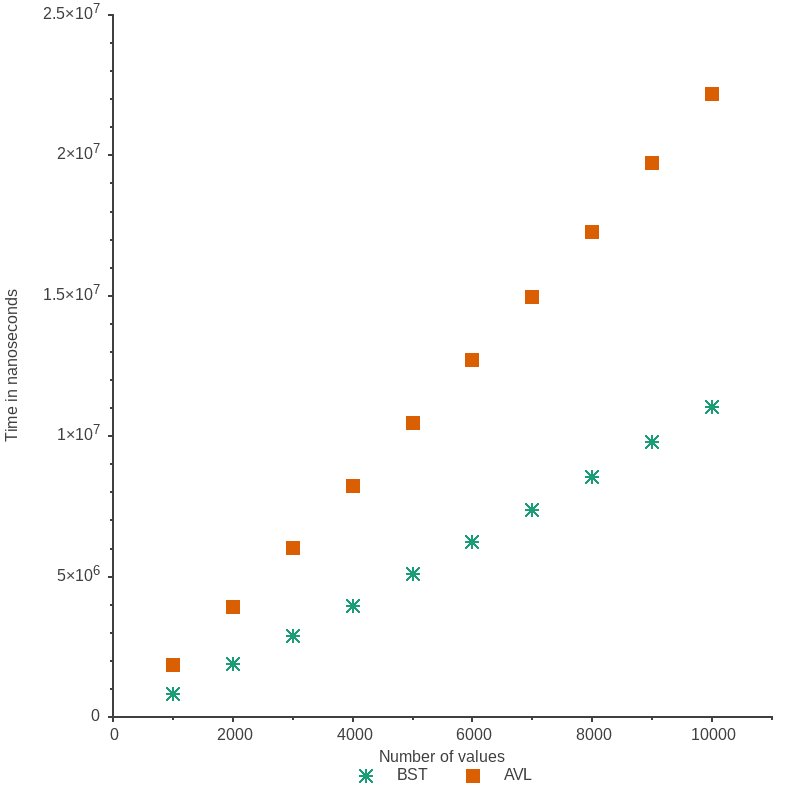 2.5×10⁷
2×10⁷
1.5×10⁷
1×10⁷
5×10⁶
0
Time in nanoseconds
0 2000 4000 6000 8000 10000
Number of values
BST AVL